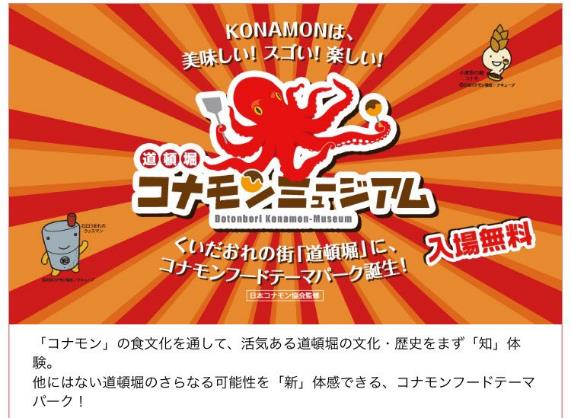 KONAMONは、
美味しい!スゴい!楽しい!
道頓堀
コナモンミュージアム
Dotonbori Konamon-Museum
くいだおれの街「道頓堀」に、
コナモンフードテーマパーク誕生!
入場無料
日本コナモン協会監修
「コナモン」の食文化を通して、活気ある道頓堀の文化・歴史をまず「知」体
験。
他にはない道頓堀のさらなる可能性を「新」体感できる、コナモンフードテーマ
パーク!